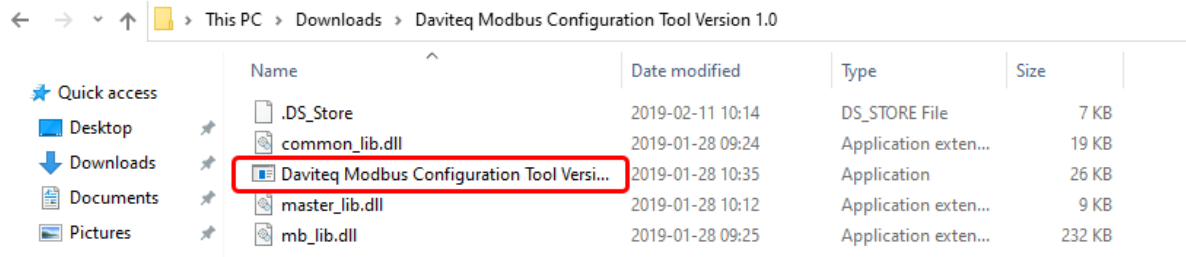 This PC > Downloads > Daviteq Modbus Configuration Tool Version 1.0
Name Date modified Type Size
Quick access
Desktop
Downloads
Documents
Pictures
.DS_Store 2019-02-11 10:14 DS_STORE File 7 KB
common_lib.dll 2019-01-28 09:24 Application exten... 19 KB
Daviteq Modbus Configuration Tool Versi... 2019-01-28 10:35 Application 26 KB
master_lib.dll 2019-01-28 10:12 Application exten... 9 KB
mb_lib.dll 2019-01-28 09:25 Application exten... 232 KB